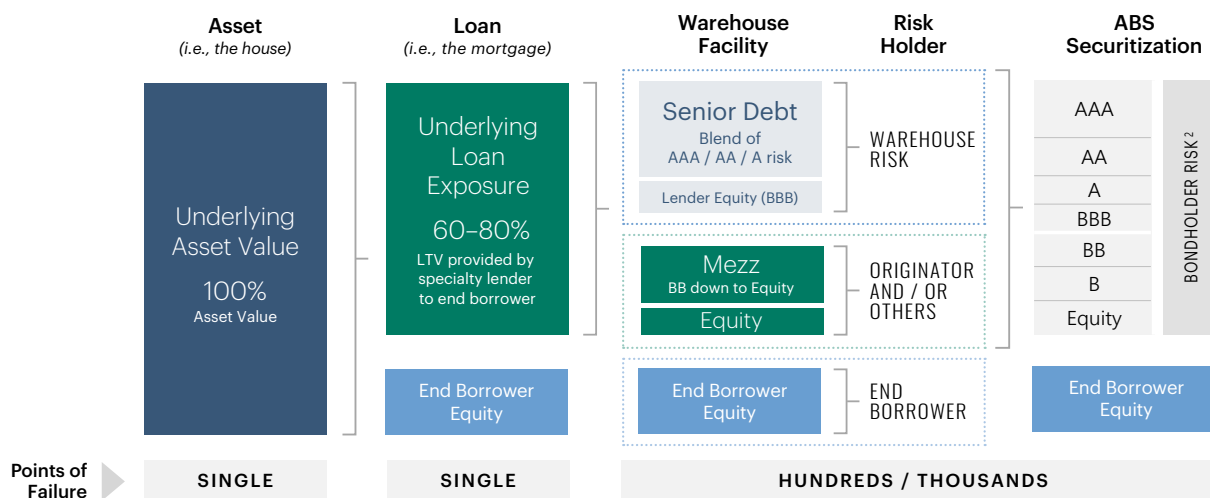 Asset
(i.e., the house)
Loan
(i.e., the mortgage)
Warehouse
Facility
Risk
Holder
ABS
Securitization
Underlying
Asset Value
100%
Asset Value
Underlying
Loan
Exposure
60–80%
LTV provided by
specialty lender
to end borrower
End Borrower
Equity
Senior Debt
Blend of
AAA / AA / A risk
Lender Equity (BBB)
WAREHOUSE
RISK
Mezz
BB down to Equity
Equity
ORIGINATOR
AND / OR
OTHERS
End Borrower
Equity
END
BORROWER
AAA
AA
A
BBB
BB
B
Equity
BONDHOLDER RISK 2
End Borrower
Equity
Points of
Failure
SINGLE
SINGLE
HUNDREDS / THOUSANDS